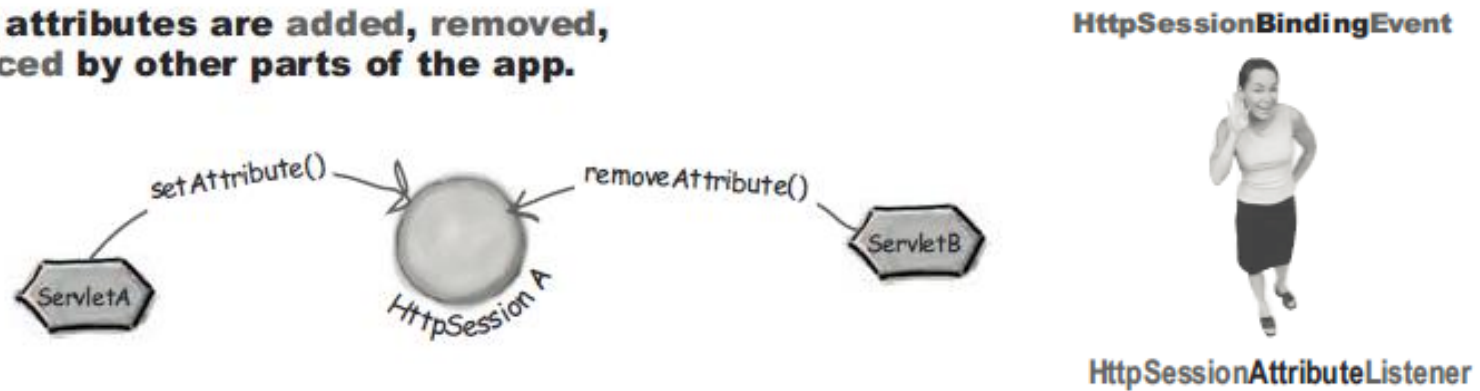 attributes are added, removed,
ced by other parts of the app.
HttpSessionBindingEvent
setAttribute()
removeAttribute()
ServletA
ServletB
HttpSession A
HttpSessionAttributeListener